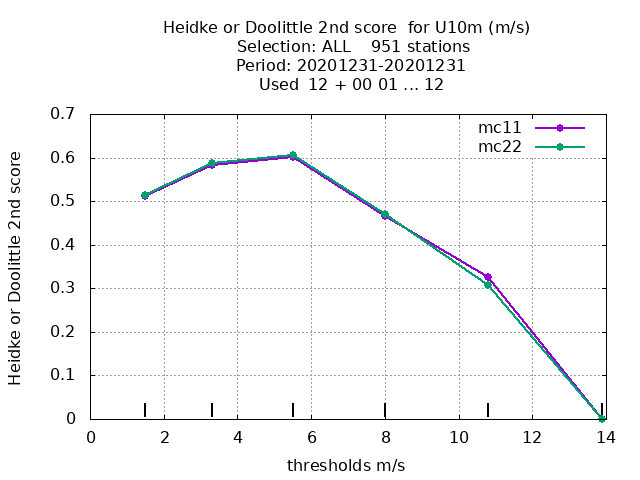 Heidke or Doolittle 2nd score  for U10m (m/s)
Selection: ALL    951 stations
Period: 20201231-20201231
Used  12 + 00 01 ... 12
mc11
mc22
Heidke or Doolittle 2nd score
0.7
0.6
0.5
0.4
0.3
0.2
0.1
0
0 2 4 6 8 10 12 14
thresholds m/s